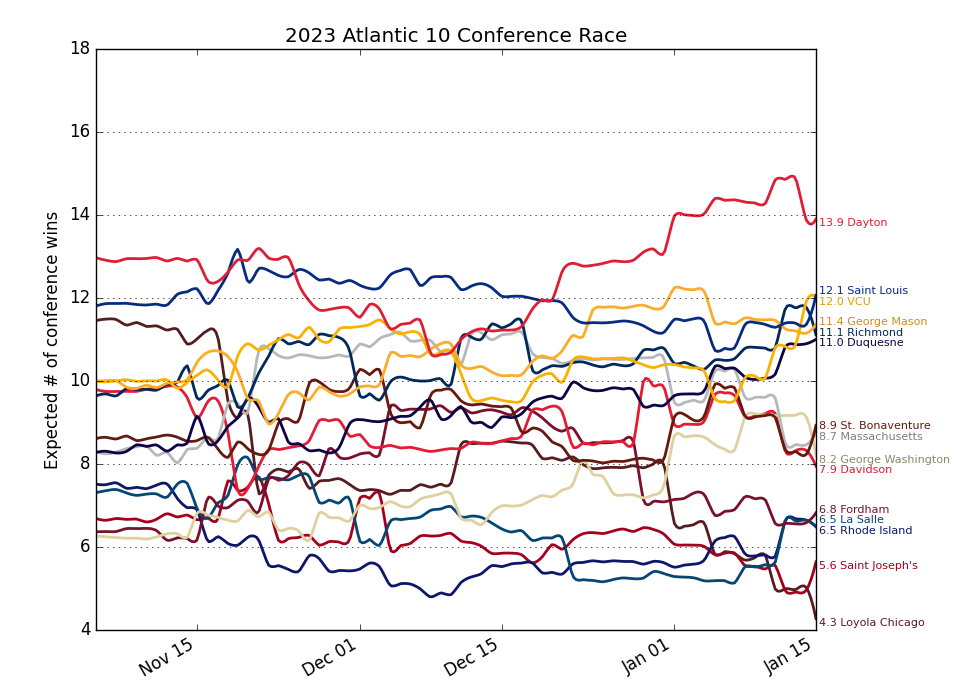 2023 Atlantic 10 Conference Race
Expected # of conference wins
18
16
14
12
10
8
6
4
Nov 15
Dec 01
Dec 15
Jan 01
Jan 15
13.9 Dayton
12.1 Saint Louis
12.0 VCU
11.4 George Mason
11.1 Richmond
11.0 Duquesne
8.9 St. Bonaventure
8.7 Massachusetts
8.2 George Washington
7.9 Davidson
6.8 Fordham
6.5 La Salle
6.5 Rhode Island
5.6 Saint Joseph's
4.3 Loyola Chicago